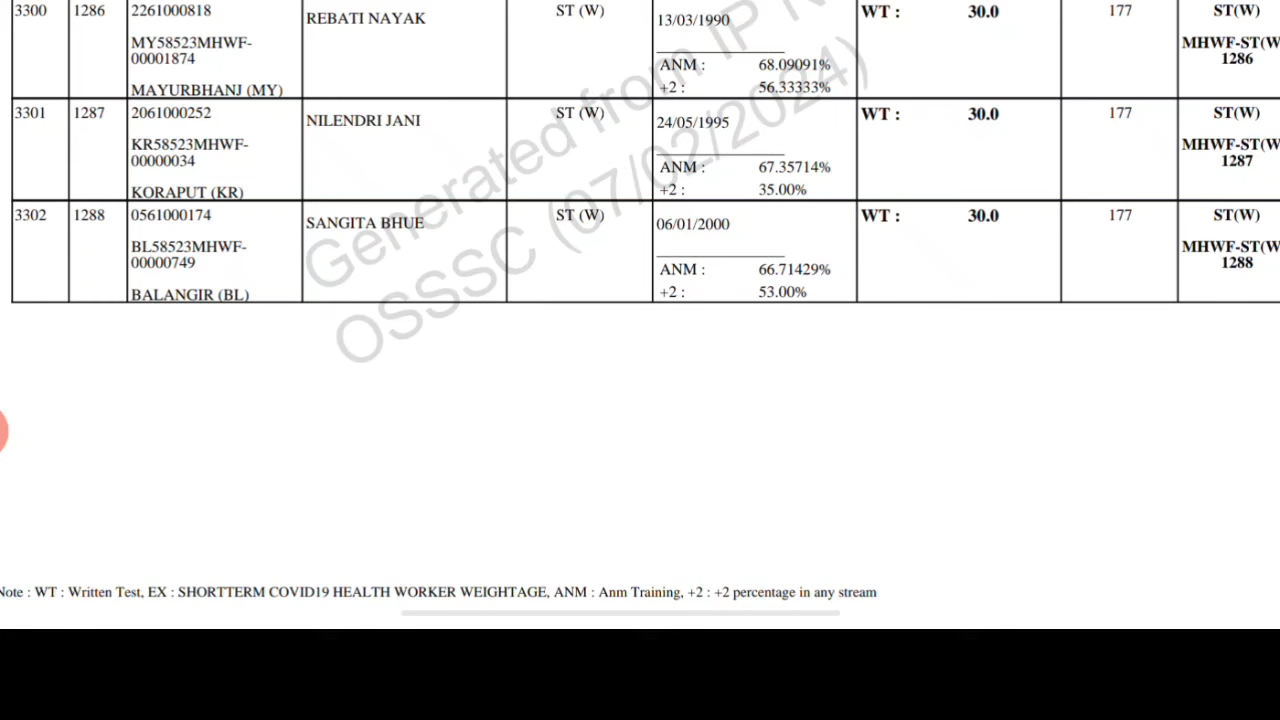 3300 1286 2261000818 REBATI NAYAK ST (W) 13/03/1990 WT : 30.0 177 ST(W)
MY58523MHWF-
00001874
MHWF-ST(W
1286
ANM : 68.09091%
MAYURBHANJ (MY)
+2 : 56.33333%
3301 1287 2061000252 NILENDRI JANI ST (W) 24/05/1995 WT : 30.0 177 ST(W)
KR58523MHWF-
00000034
MHWF-ST(W
1287
ANM : 67.35714%
KORAPUT (KR)
+2 : 35.00%
3302 1288 0561000174 SANGITA BHUE ST (W) 06/01/2000 WT : 30.0 177 ST(W)
BL58523MHWF-
00000749
MHWF-ST(W
1288
ANM : 66.71429%
BALANGIR (BL)
+2 : 53.00%
Generated from IP
OSSSC (07/02/2024)
Note : WT : Written Test, EX : SHORTTERM COVID19 HEALTH WORKER WEIGHTAGE, ANM : Anm Training, +2 : +2 percentage in any stream